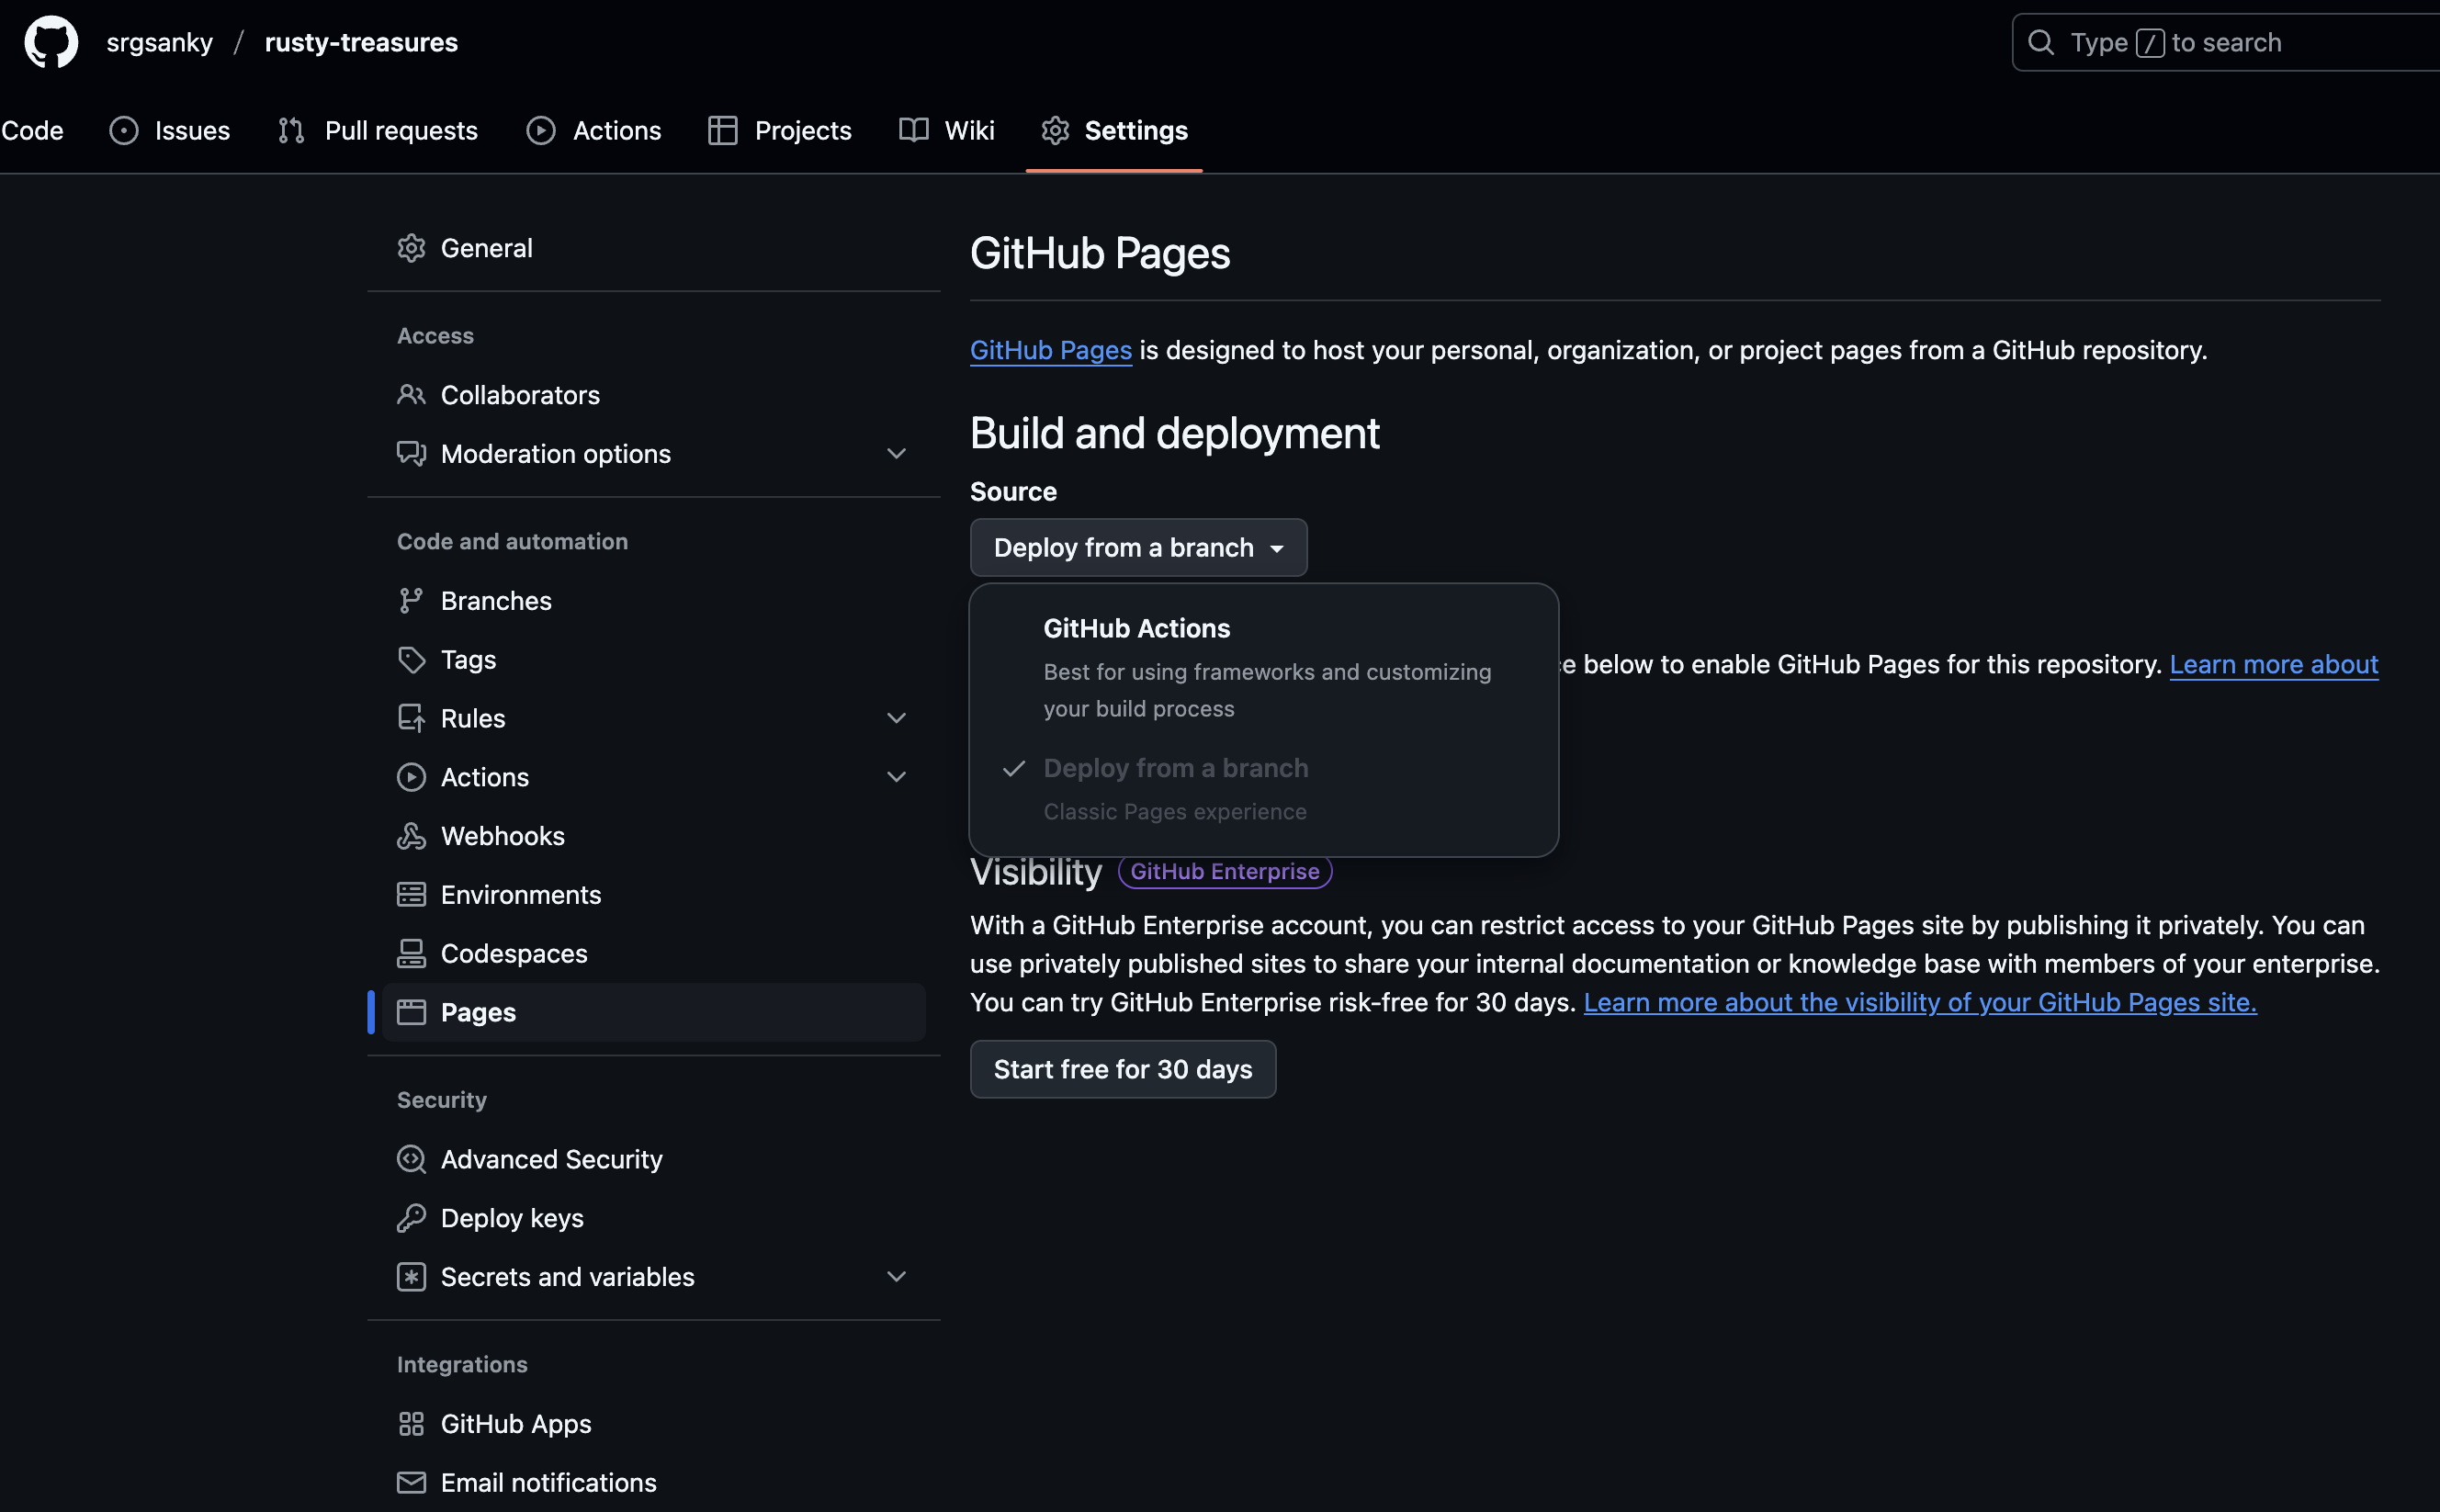 srgsanky / rusty-treasures
Type / to search
Code
Issues
Pull requests
Actions
Projects
Wiki
Settings
General
Access
Collaborators
Moderation options
Code and automation
Branches
Tags
Rules
Actions
Webhooks
Environments
Codespaces
Pages
Security
Advanced Security
Deploy keys
Secrets and variables
Integrations
GitHub Apps
Email notifications
GitHub Pages
GitHub Pages is designed to host your personal, organization, or project pages from a GitHub repository.
Build and deployment
Source
Deploy from a branch
GitHub Actions
Best for using frameworks and customizing
your build process
Deploy from a branch
Classic Pages experience
below to enable GitHub Pages for this repository. Learn more about
Visibility GitHub Enterprise
With a GitHub Enterprise account, you can restrict access to your GitHub Pages site by publishing it privately. You can
use privately published sites to share your internal documentation or knowledge base with members of your enterprise.
You can try GitHub Enterprise risk-free for 30 days. Learn more about the visibility of your GitHub Pages site.
Start free for 30 days